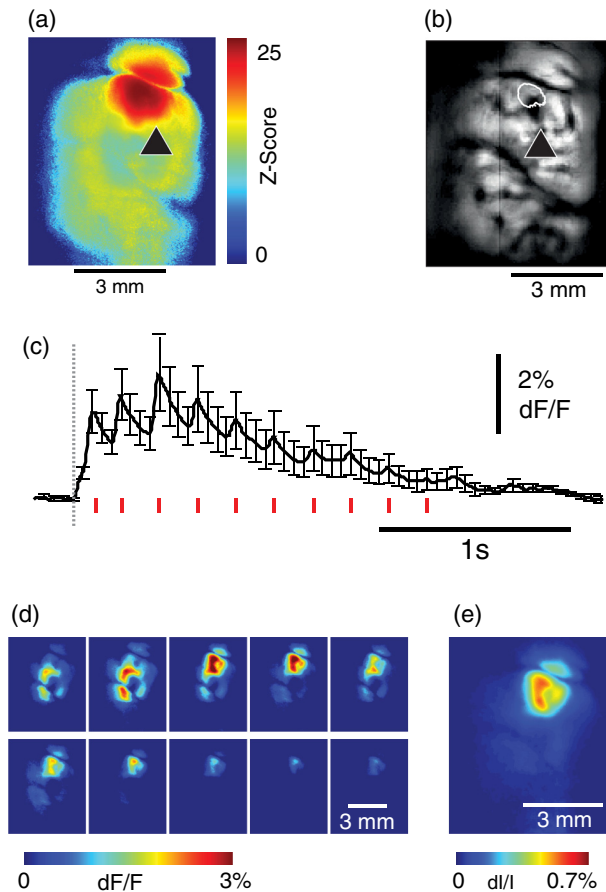 (a)
25
Z-Score
0
3 mm
(b)
3 mm
(c)
2%
dF/F
1s
(d)
3 mm
0 dF/F 3%
(e)
3 mm
0 dI/I 0.7%